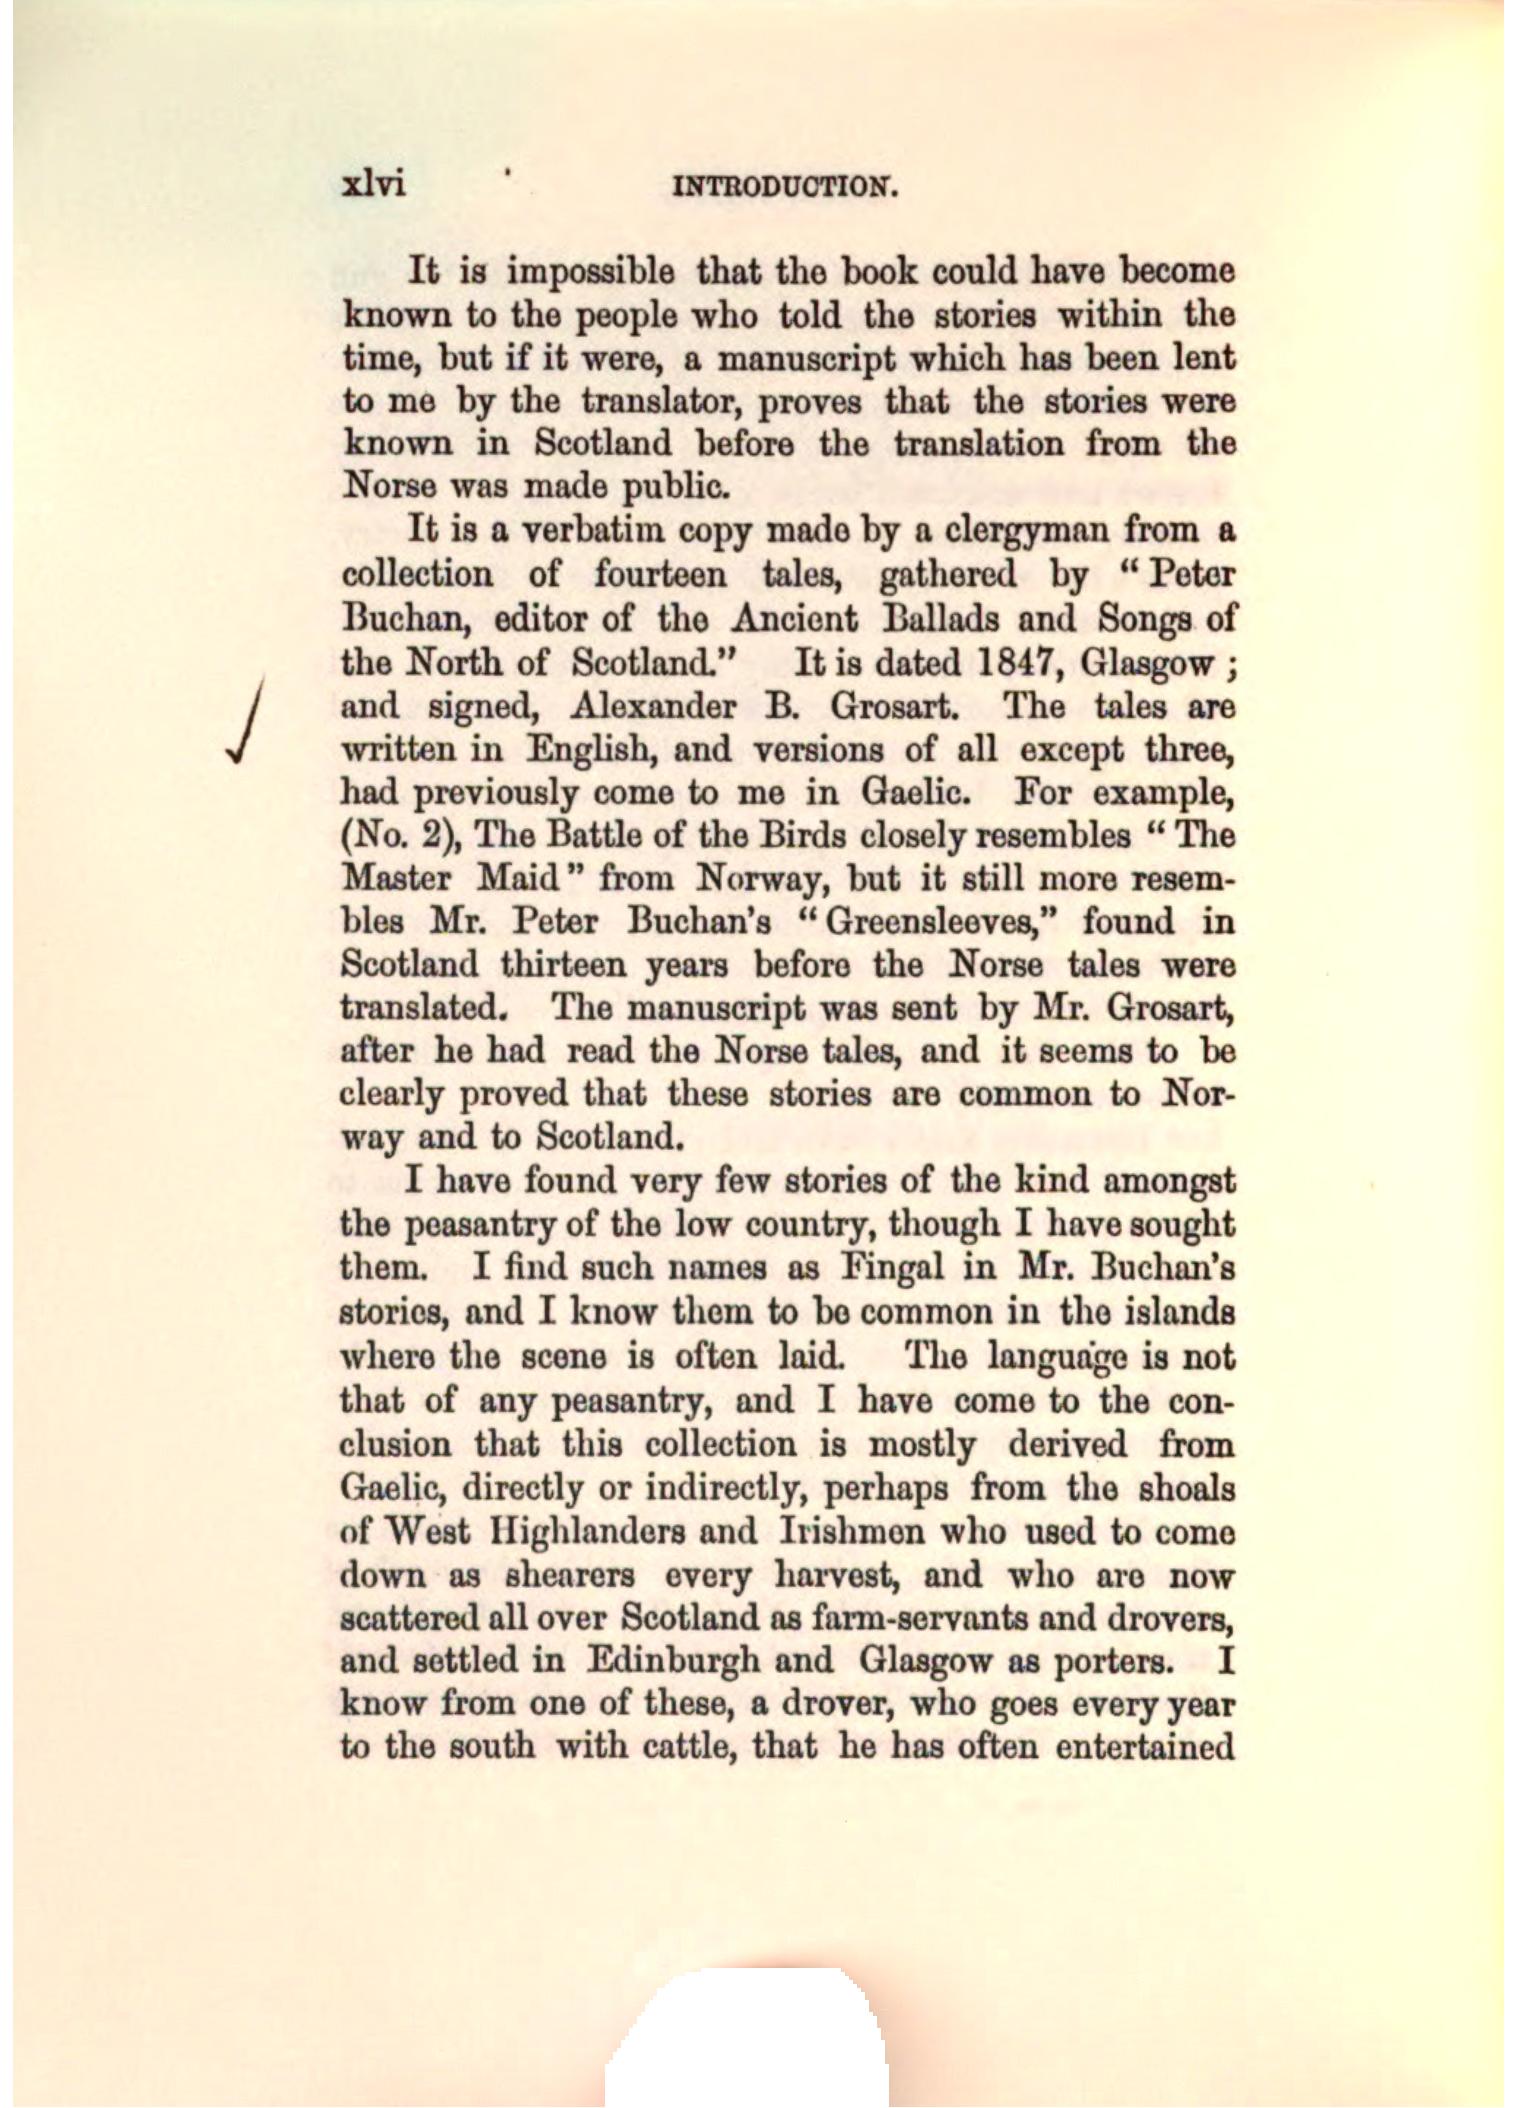 xlvi INTRODUCTION.
It is impossible that the book could have become
known to the people who told the stories within the
time, but if it were, a manuscript which has been lent
to me by the translator, proves that the stories were
known in Scotland before the translation from the
Norse was made public.
It is a verbatim copy made by a clergyman from a
collection of fourteen tales, gathered by “ Peter
Buchan, editor of the Ancient Ballads and Songs of
the North of Scotland.” It is dated 1847, Glasgow ;
and signed, Alexander B. Grosart. The tales are
written in English, and versions of all except three,
had previously come to me in Gaelic. For example,
(No. 2), The Battle of the Birds closely resembles “ The
Master Maid ” from Norway, but it still more resem-
bles Mr. Peter Buchan’s “ Greensleeves,” found in
Scotland thirteen years before the Norse tales were
translated. The manuscript was sent by Mr. Grosart,
after he had read the Norse tales, and it seems to be
clearly proved that these stories are common to Nor-
way and to Scotland.
I have found very few stories of the kind amongst
the peasantry of the low country, though I have sought
them. I find such names as Fingal in Mr. Buchan’s
stories, and I know them to be common in the islands
where the scene is often laid. The language is not
that of any peasantry, and I have come to the con-
clusion that this collection is mostly derived from
Gaelic, directly or indirectly, perhaps from the shoals
of West Highlanders and Irishmen who used to come
down as shearers every harvest, and who are now
scattered all over Scotland as farm-servants and drovers,
and settled in Edinburgh and Glasgow as porters. I
know from one of these, a drover, who goes every year
to the south with cattle, that he has often entertained